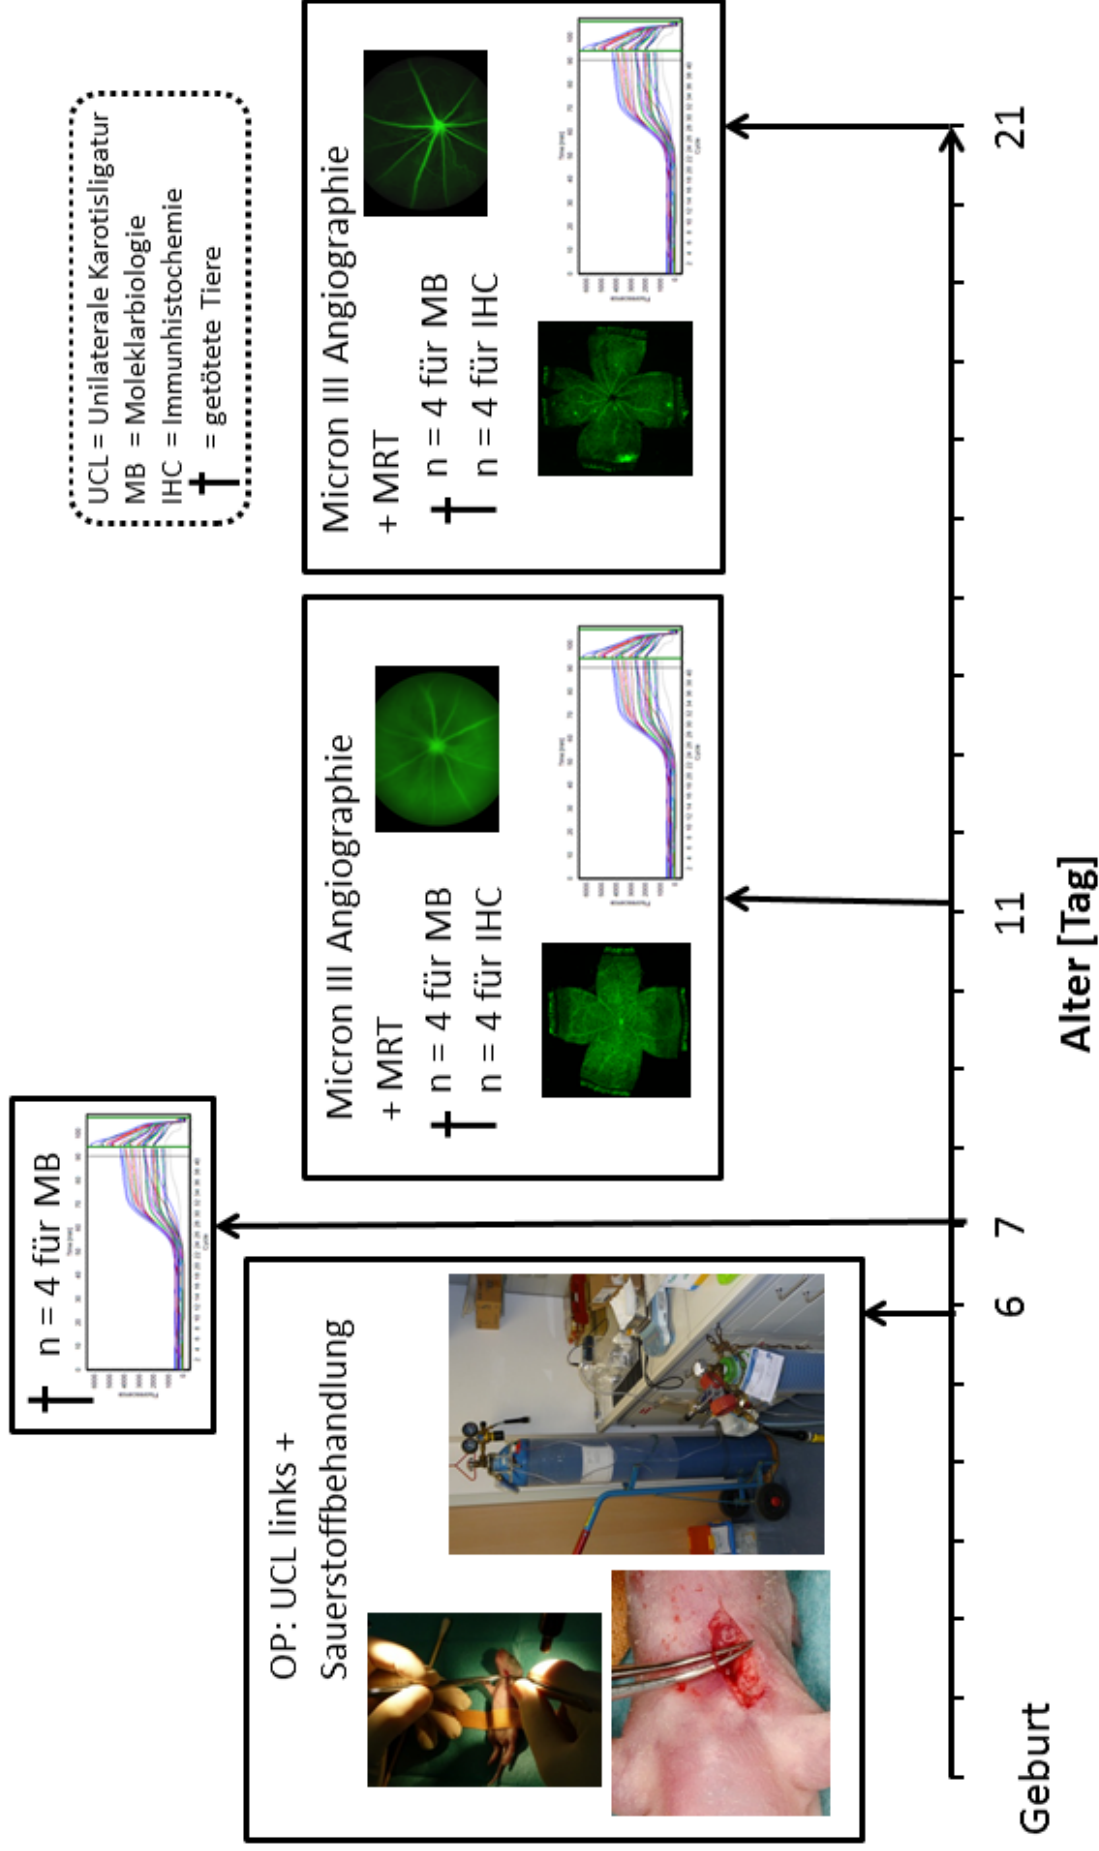 UCL = Unilaterale Karotisligatur
MB = Moleklarbiologie
IHC = Immunhistochemie
† = getötete Tiere
† n = 4 für MB
OP: UCL links +
Sauerstoffbehandlung
Micron III Angiographie
+ MRT
† n = 4 für MB
n = 4 für IHC
Micron III Angiographie
+ MRT
† n = 4 für MB
n = 4 für IHC
Geburt 6 7 11 21
Alter [Tag]